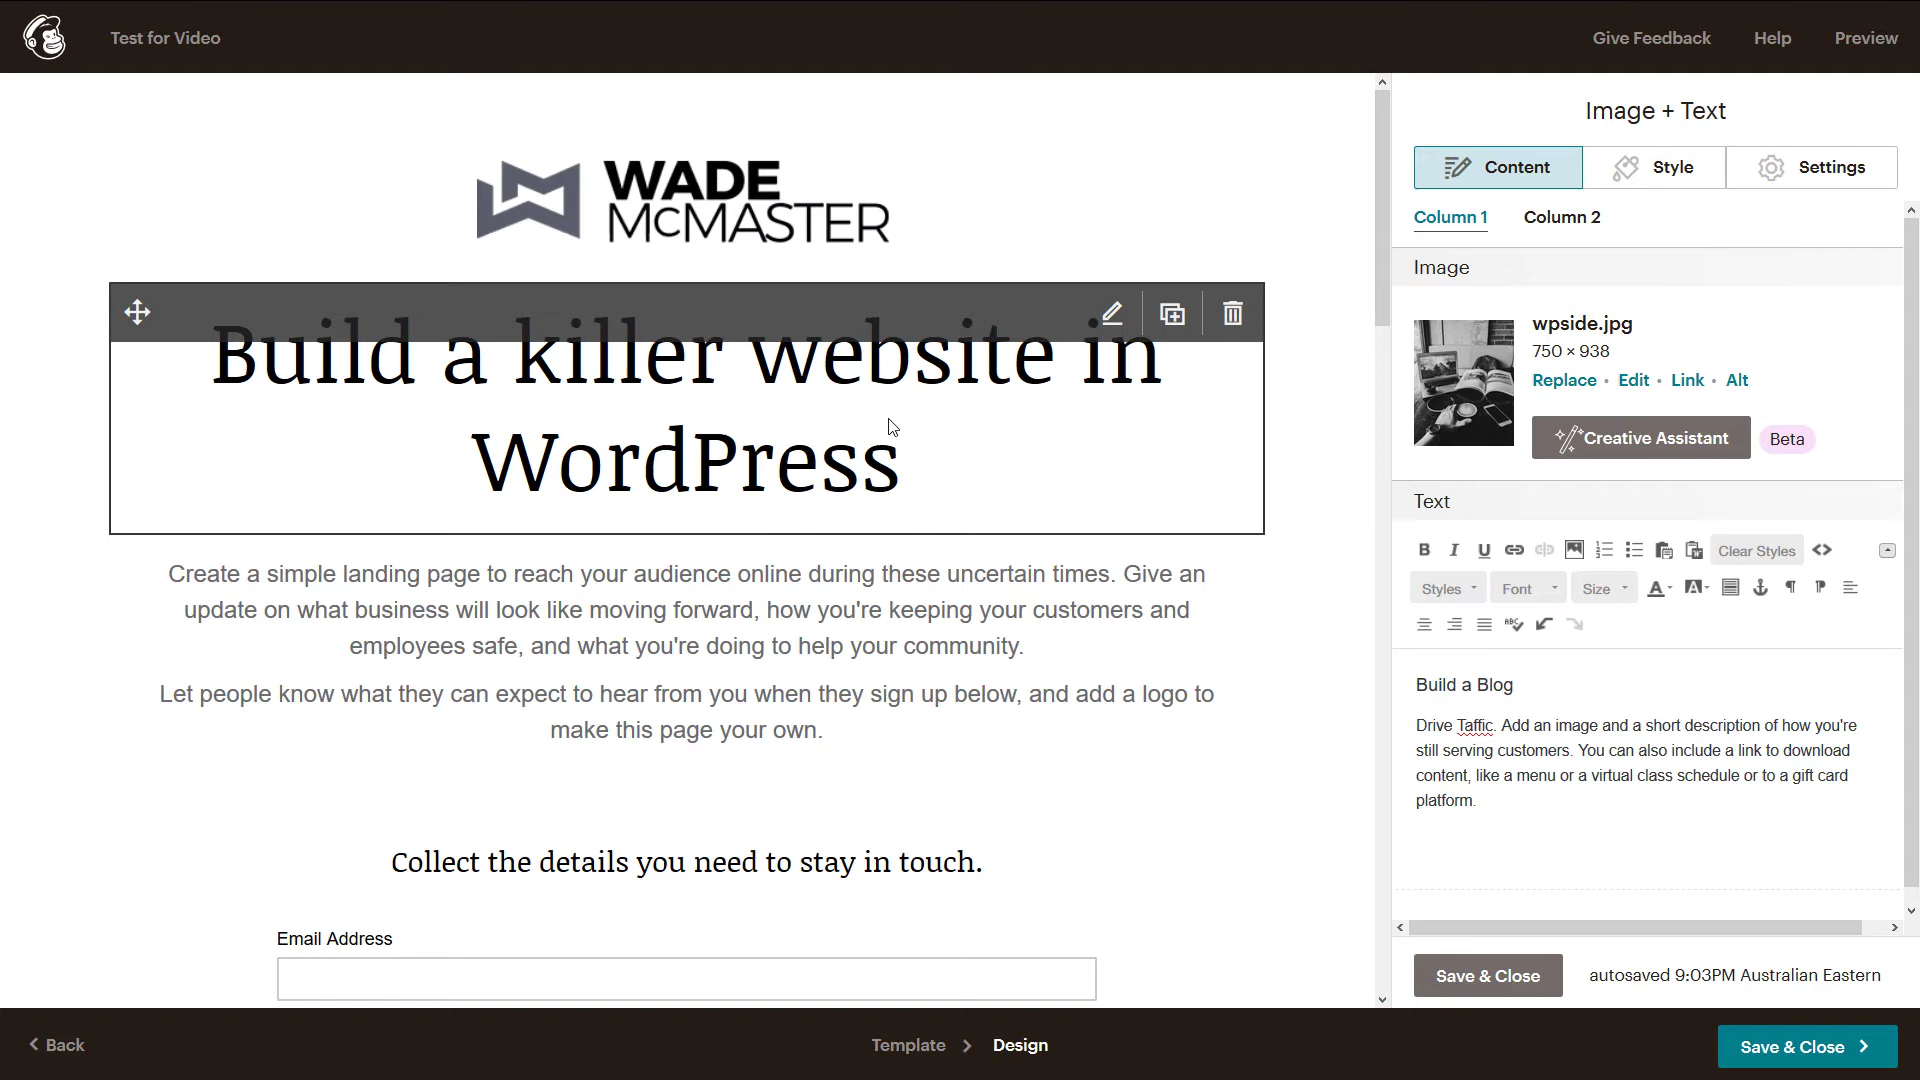 Test for Video
Give Feedback
Help
Preview
WADE
McMASTER
Build a killer website in
WordPress
Create a simple landing page to reach your audience online during these uncertain times. Give an
update on what business will look like moving forward, how you're keeping your customers and
employees safe, and what you're doing to help your community.
Let people know what they can expect to hear from you when they sign up below, and add a logo to
make this page your own.
Collect the details you need to stay in touch.
Email Address
Image + Text
Content
Style
Settings
Column 1
Column 2
Image
wpside.jpg
750 × 938
Replace • Edit • Link • Alt
Creative Assistant
Beta
Text
B I U
Clear Styles
Styles
Font
Size
A
A
ABC
Build a Blog
Drive Taffic. Add an image and a short description of how you're
still serving customers. You can also include a link to download
content, like a menu or a virtual class schedule or to a gift card
platform.
Save & Close
autosaved 9:03PM Australian Eastern
Back
Template
Design
Save & Close